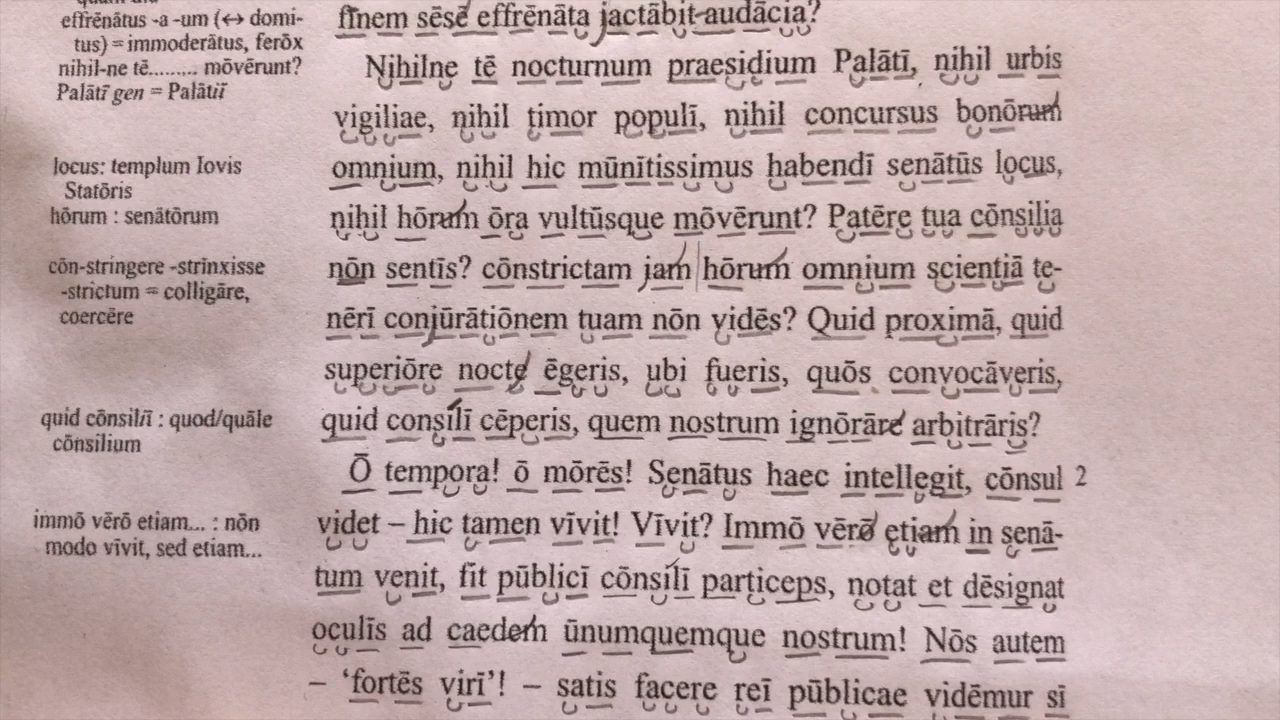 effrēnātus -a -um (↔ domi-
tus) = immoderātus, ferōx
nihil-ne tē......... mōvērunt?
Palātī gen = Palātiī
locus: templum Iovis
Statōris
hōrum : senātōrum
cōn-stringere -strīnxisse
-strictum = colligāre,
coercēre
quid cōnsiliī : quod/quāle
cōnsilium
immō vērō etiam... : nōn
modo vīvit, sed etiam...
fīnem sēsē effrēnāta jactābit audācia?
Nihilne tē nocturnum praesidium Palātī, nihil urbis
vigiliae, nihil timor populī, nihil concursus bonōrum
omnium, nihil hic mūnītissimus habendī senātūs locus,
nihil hōrum ōra vultūsque mōvērunt? Patēre tua cōnsilia
nōn sentīs? cōnstrictam jam hōrum omnium scientiā te-
nērī conjūrātiōnem tuam nōn vidēs? Quid proximā, quid
superiōre nocte ēgeris, ubi fueris, quōs convocāveris,
quid consilī cēperis, quem nostrum ignōrāre arbitrāris?
Ō tempora! ō mōrēs! Senātus haec intellegit, cōnsul 2
videt – hic tamen vīvit! Vīvit? Immō vērō etiam in senā-
tum venit, fit pūblicī cōnsilī particeps, notat et dēsignat
oculīs ad caedem ūnumquemque nostrum! Nōs autem
– ‘fortēs virī’! – satis facere reī pūblicae vidēmur sī